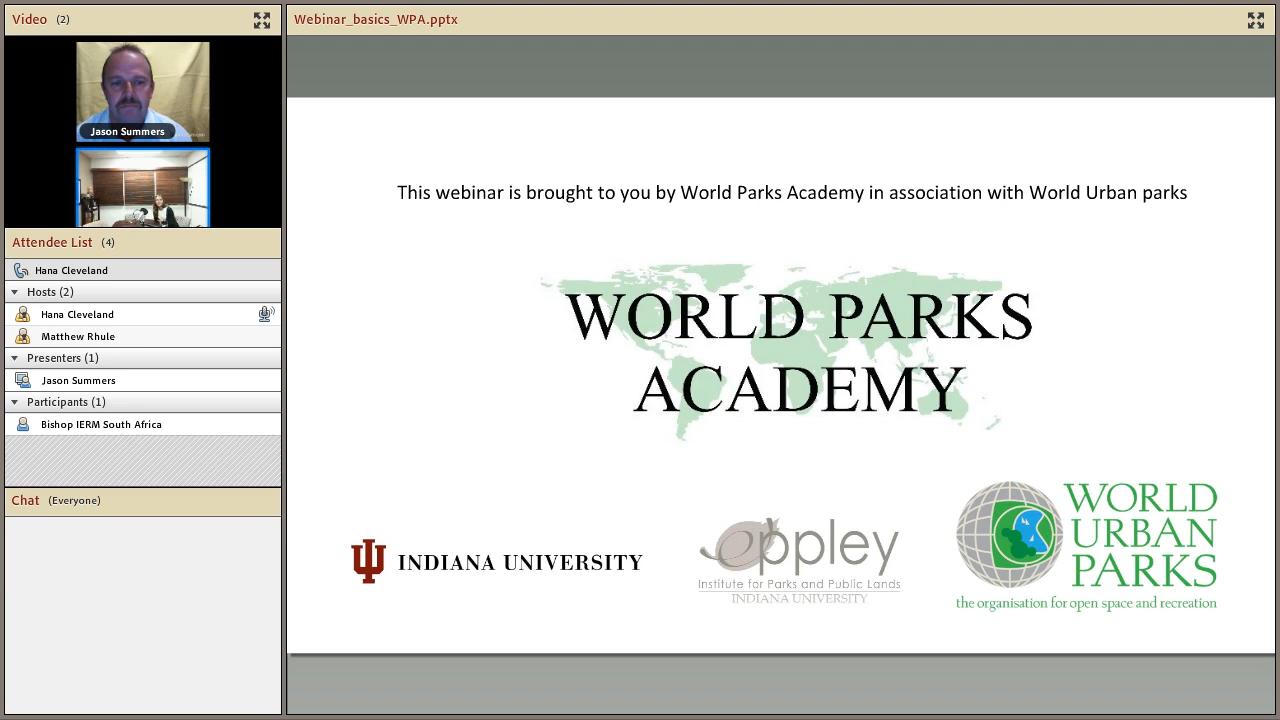 Video (2)
Jason Summers
Attendee List (4)
Hana Cleveland
Hosts (2)
Hana Cleveland
Matthew Rhule
Presenters (1)
Jason Summers
Participants (1)
Bishop IERM South Africa
Chat (Everyone)
Webinar_basics_WPA.pptx
This webinar is brought to you by World Parks Academy in association with World Urban parks
WORLD PARKS
ACADEMY
INDIANA UNIVERSITY
eppley
Institute for Parks and Public Lands
INDIANA UNIVERSITY
WORLD
URBAN
PARKS
the organisation for open space and recreation